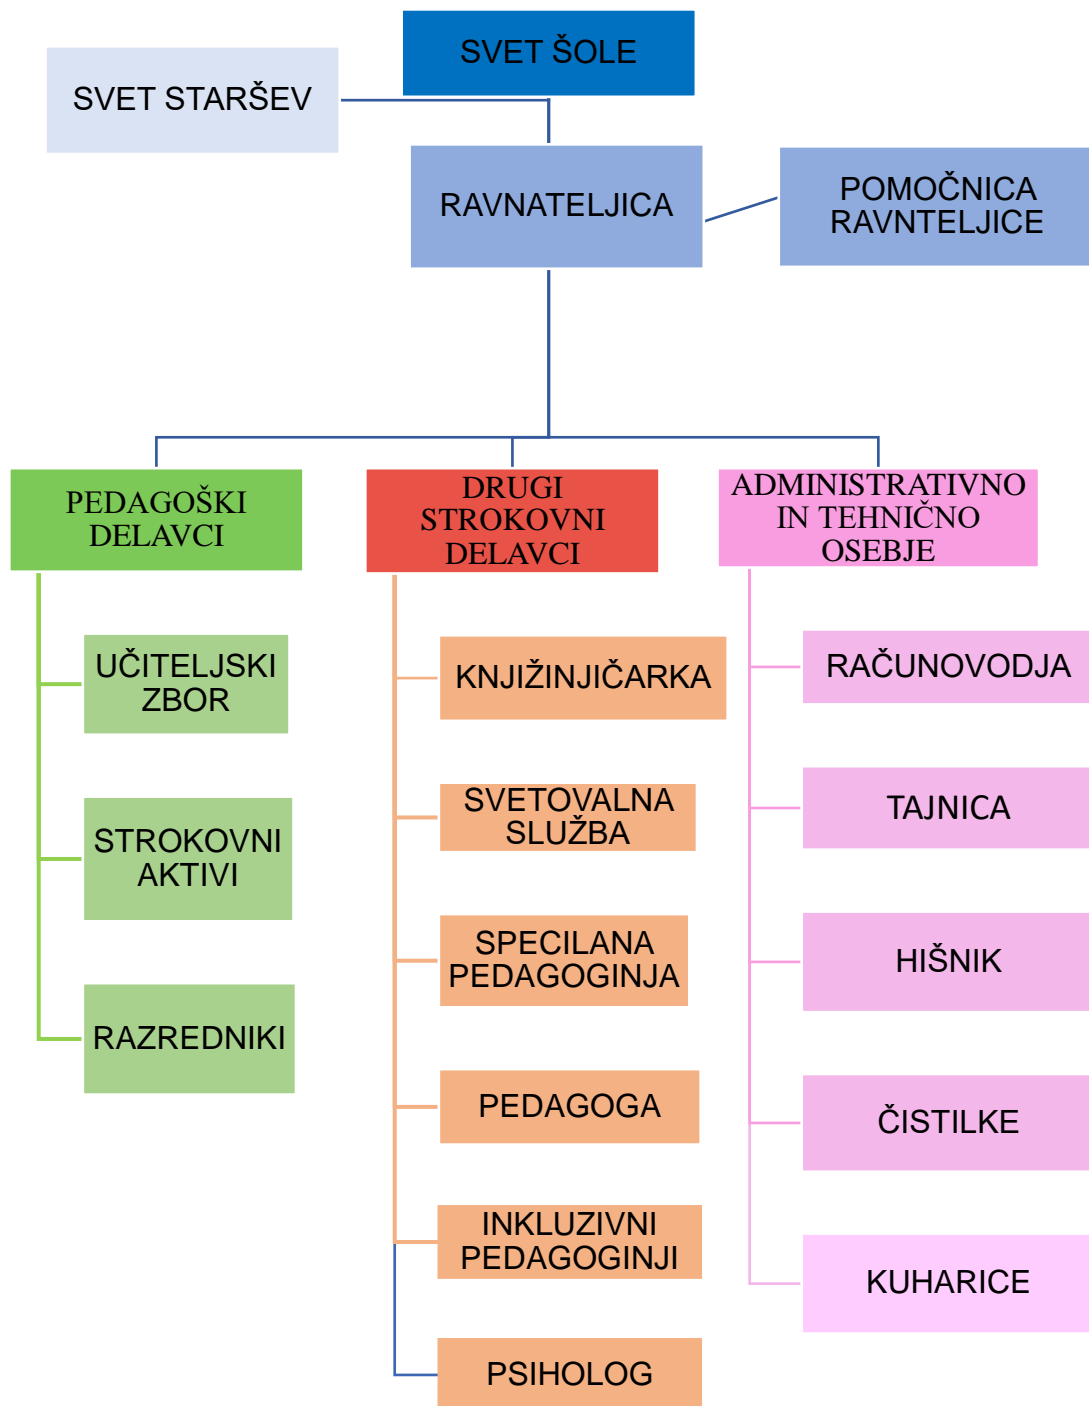 SVET ŠOLE
SVET STARŠEV
RAVNATELJICA
POMOČNICA
RAVNTELJICE
PEDAGOŠKI
DELAVCI
UČITELJSKI
ZBOR
STROKOVNI
AKTIVI
RAZREDNIKI
DRUGI
STROKOVNI
DELAVCI
KNJIŽINJIČARKA
SVETOVALNA
SLUŽBA
SPECILANA
PEDAGOGINJA
PEDAGOGA
INKLUZIVNI
PEDAGOGINJI
PSIHOLOG
ADMINISTRATIVNO
IN TEHNIČNO
OSEBJE
RAČUNOVODJA
TAJNICA
HIŠNIK
ČISTILKE
KUHARICE